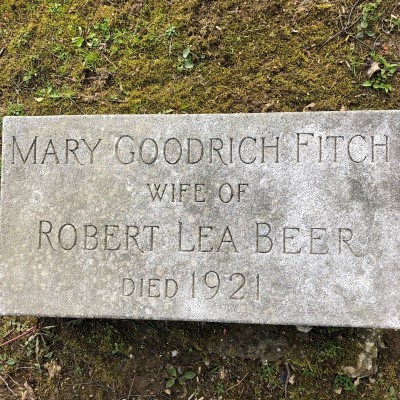 MARY GOODRICH FITCH
WIFE OF
ROBERT LEA BEER
DIED 1921